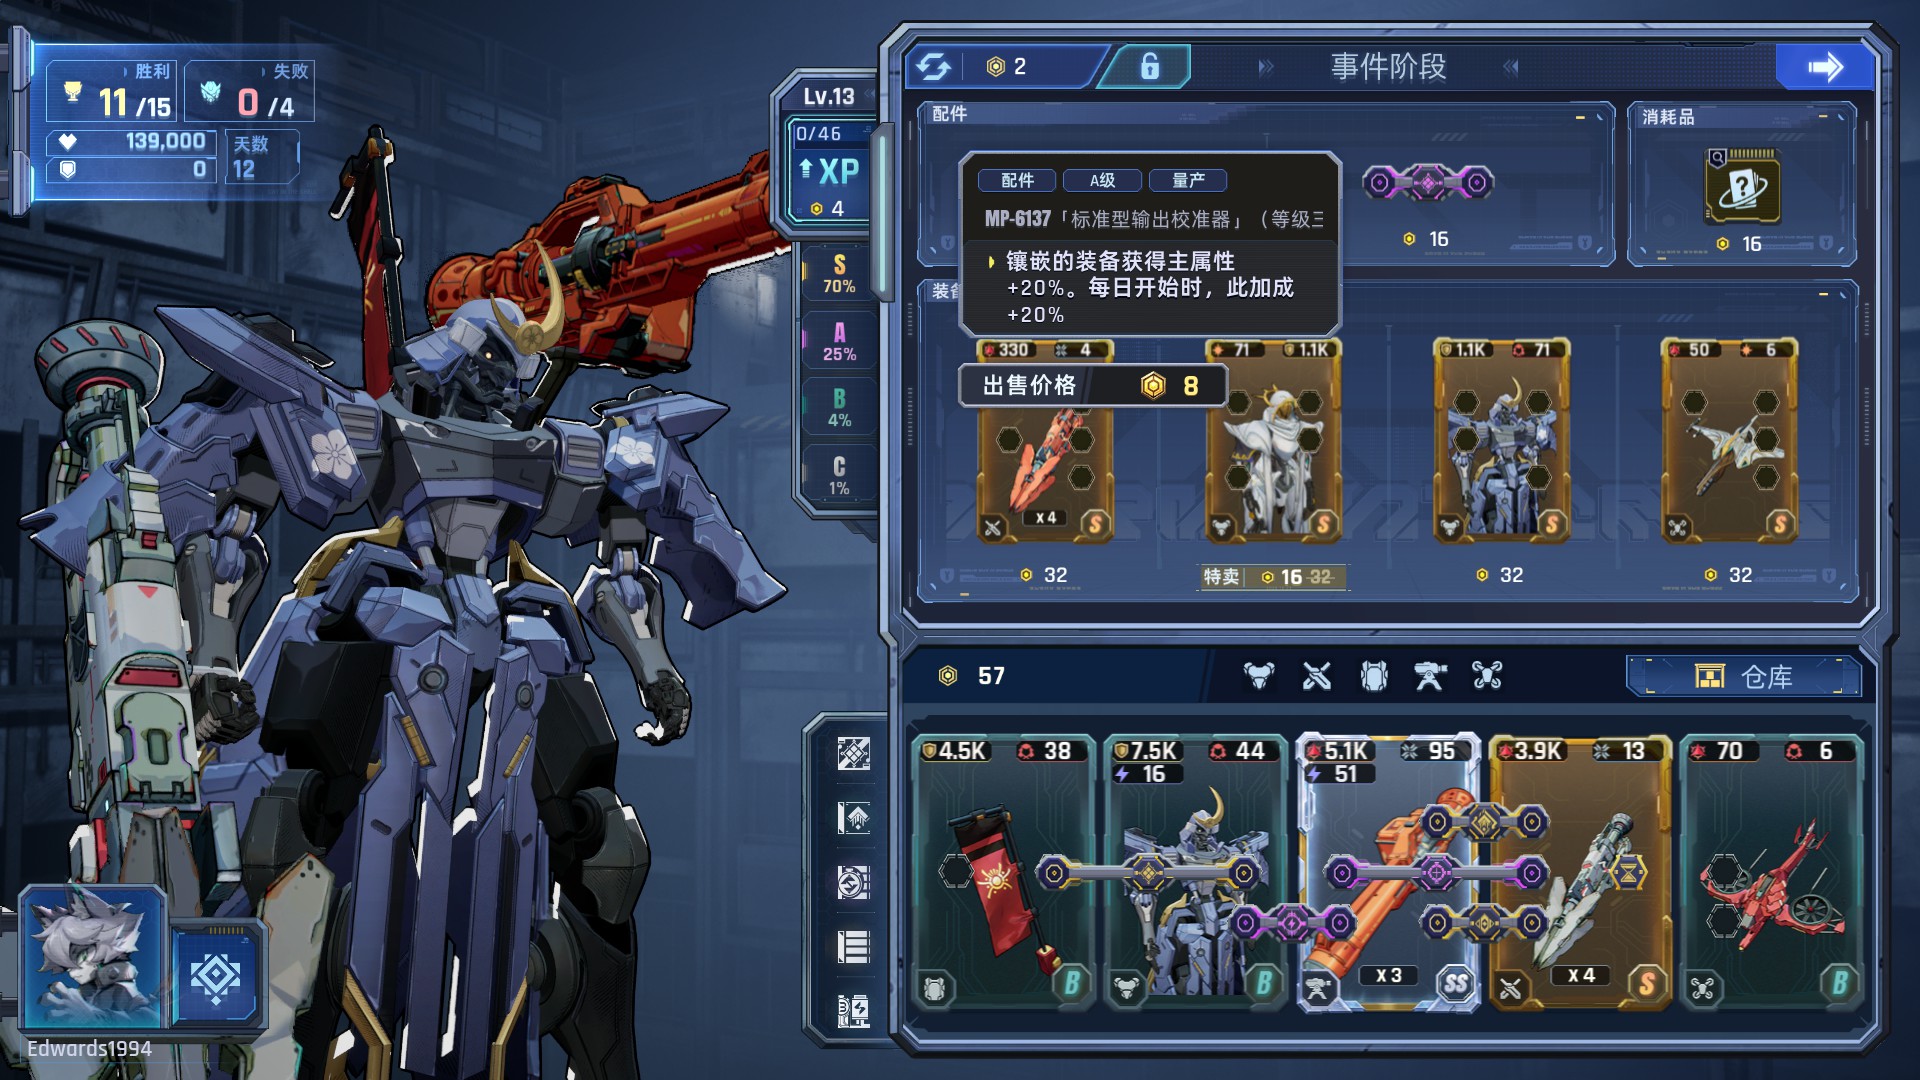 胜利
11/15
失败
0/4
139,000
0
天数
12
Lv.13
0/46
XP
4
S
70%
A
25%
B
4%
C
1%
2
事件阶段
配件
消耗品
16
16
配件
A级
量产
MP-6137「标准型输出校准器」（等级三
镶嵌的装备获得主属性
+20%。每日开始时，此加成
+20%
出售价格
8
330
4
x4
S
32
71
1.1K
S
特卖
16 32
1.1K
71
S
32
50
6
S
32
57
仓库
4.5K
38
B
7.5K
44
16
B
5.1K
95
51
x3
SS
3.9K
13
x4
S
70
6
B
Edwards1994